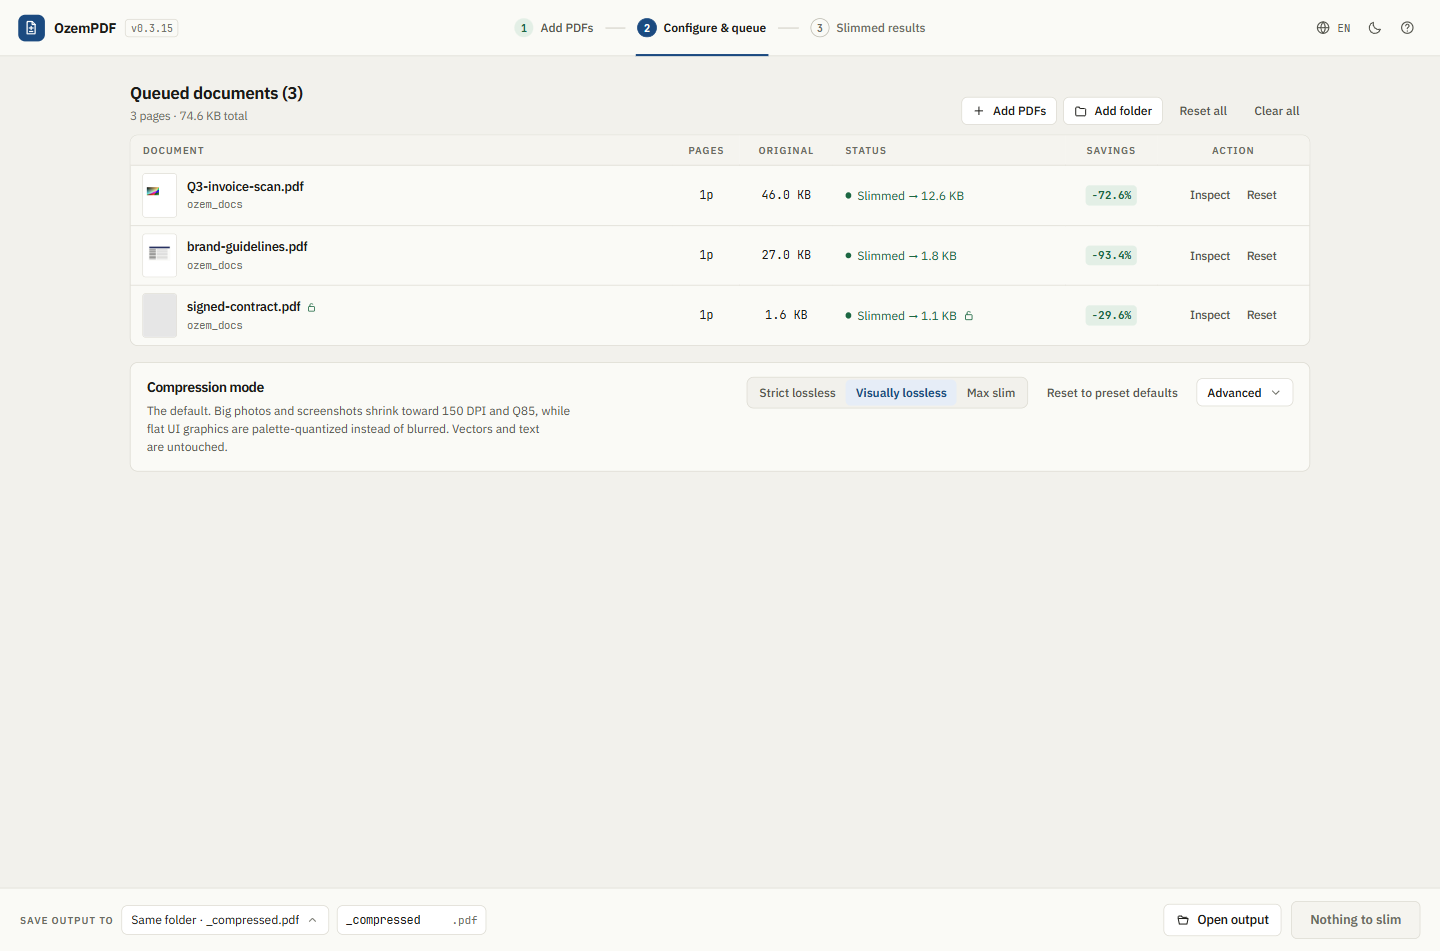 OzemPDF v0.3.15
1 Add PDFs 2 Configure & queue 3 Slimmed results
EN
Queued documents (3)
3 pages · 74.6 KB total
Add PDFs Add folder Reset all Clear all
DOCUMENT PAGES ORIGINAL STATUS SAVINGS ACTION
Q3-invoice-scan.pdf
ozem_docs
1p 46.0 KB Slimmed → 12.6 KB -72.6% Inspect Reset
brand-guidelines.pdf
ozem_docs
1p 27.0 KB Slimmed → 1.8 KB -93.4% Inspect Reset
signed-contract.pdf
ozem_docs
1p 1.6 KB Slimmed → 1.1 KB -29.6% Inspect Reset
Compression mode
Strict lossless Visually lossless Max slim Reset to preset defaults Advanced
The default. Big photos and screenshots shrink toward 150 DPI and Q85, while
flat UI graphics are palette-quantized instead of blurred. Vectors and text
are untouched.
SAVE OUTPUT TO Same folder · _compressed.pdf _compressed .pdf Open output Nothing to slim